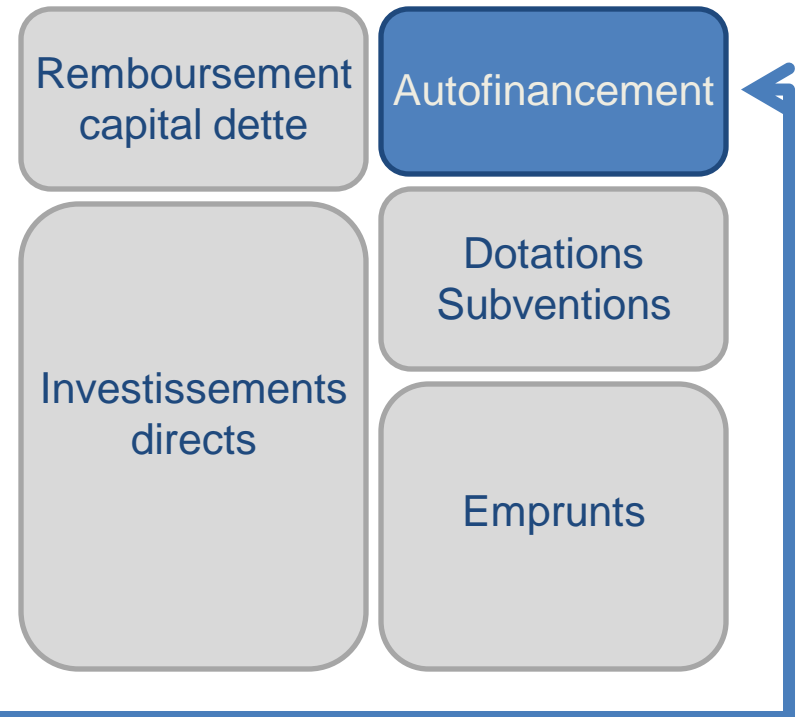 Remboursement
capital dette
Autofinancement
Dotations
Subventions
Investissements
directs
Emprunts